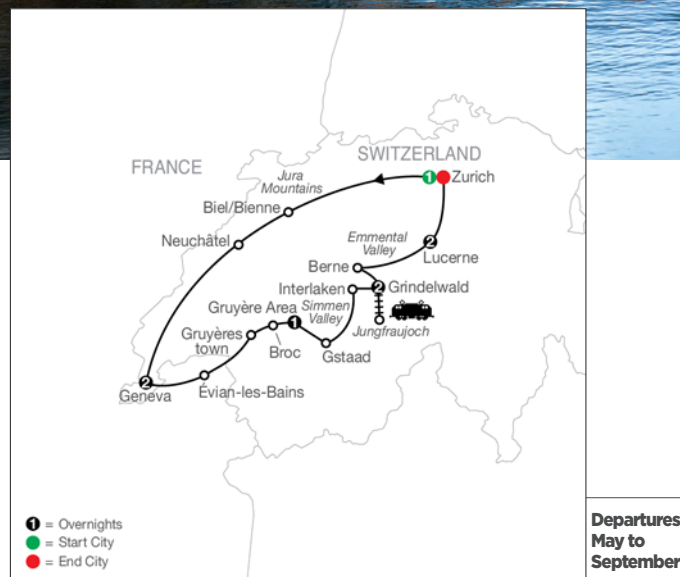 FRANCE
SWITZERLAND
Jura
Mountains
1
Zurich
Biel/Bienne
Neuchâtel
Emmental
Valley
2
Lucerne
Berne
Interlaken
2
Grindelwald
Gruyère Area
1
Simmen
Valley
Jungfraujoch
Gruyères
town
Broc
Gstaad
2
Geneva
Évian-les-Bains
1 = Overnights
= Start City
= End City
Departures
May to
September